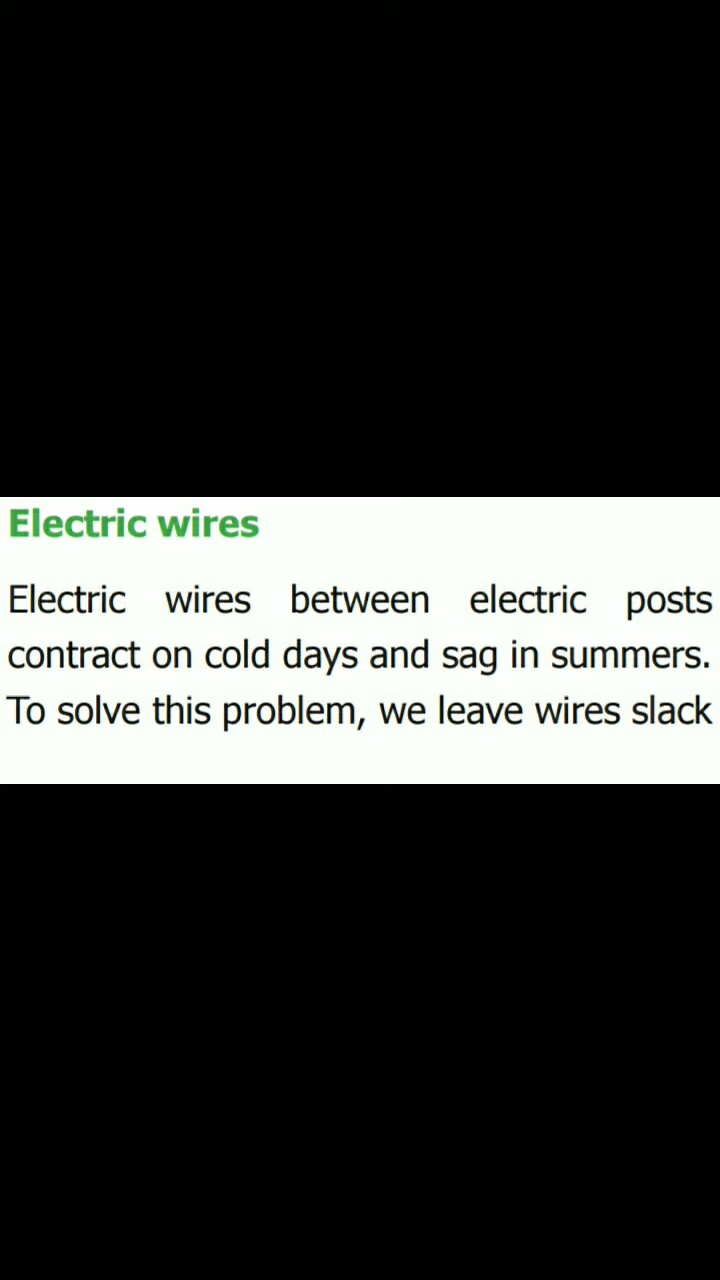 Electric wires
Electric wires between electric posts
contract on cold days and sag in summers.
To solve this problem, we leave wires slack